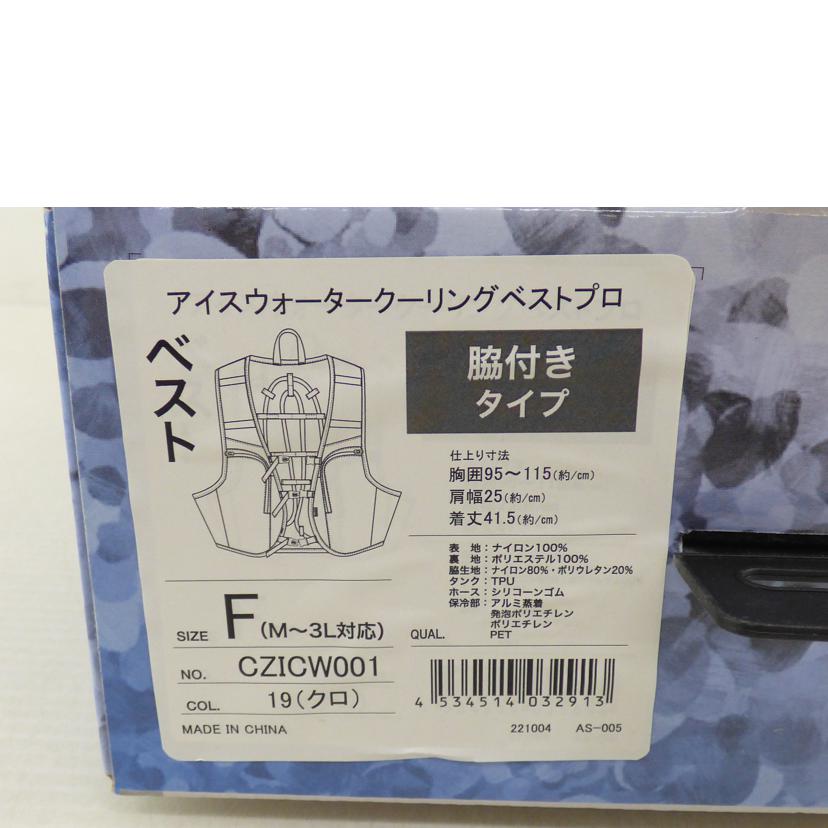 アイスウォータークーリングベストプロ
ベスト
脇付き
タイプ
仕上り寸法
胸囲95～115(約/cm)
肩幅25(約/cm)
着丈41.5(約/cm)
表 地：ナイロン100%
裏 地：ポリエステル100%
脇生地：ナイロン80%・ポリウレタン20%
タンク：TPU
ホース：シリコーンゴム
保冷部：アルミ蒸着
発泡ポリエチレン
ポリエチレン
QUAL. PET
SIZE F(M～3L対応)
NO. CZICW001
COL. 19(クロ)
MADE IN CHINA
4 534514 032913
221004 AS-005